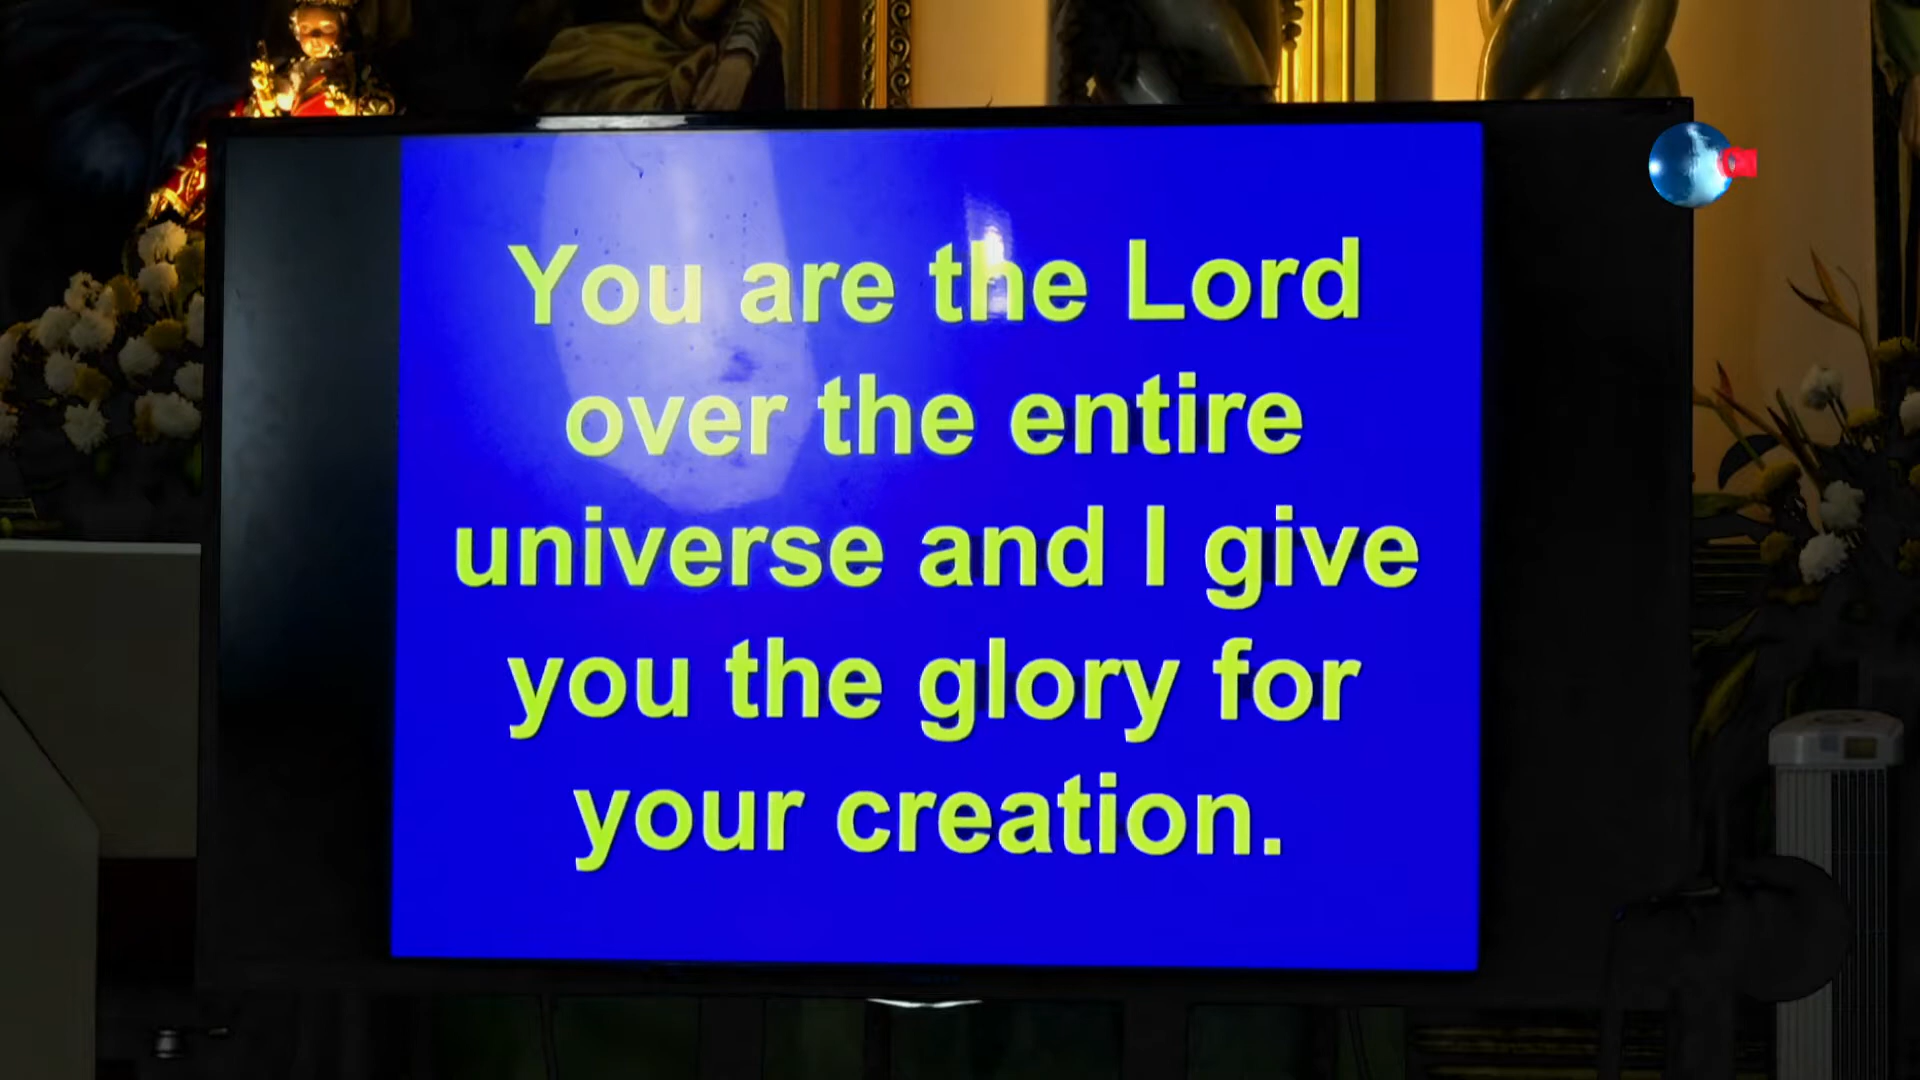 You are the Lord
over the entire
universe and I give
you the glory for
your creation.